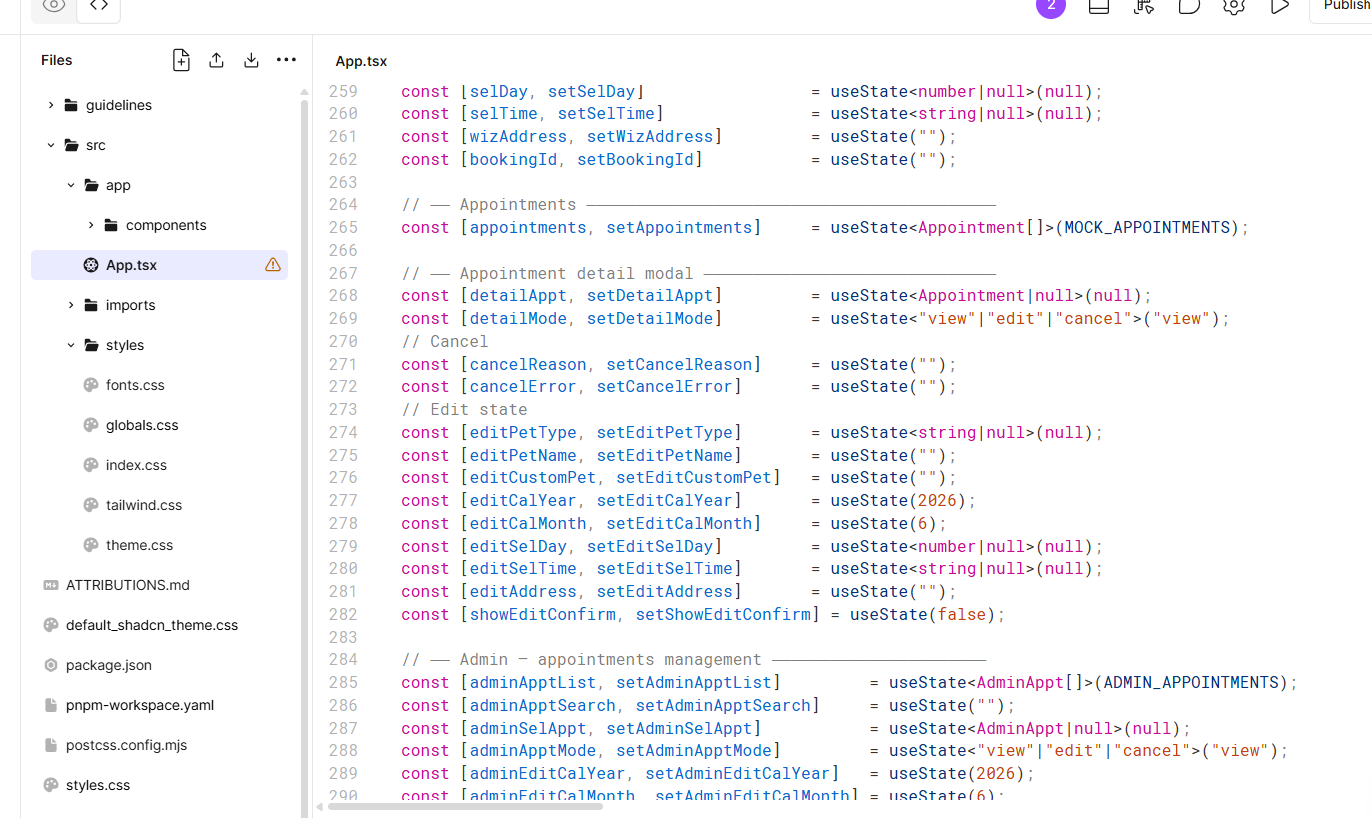 2
Publish
Files
guidelines
src
app
components
App.tsx
imports
styles
fonts.css
globals.css
index.css
tailwind.css
theme.css
ATTRIBUTIONS.md
default_shadcn_theme.css
package.json
pnpm-workspace.yaml
postcss.config.mjs
styles.css
App.tsx
259 const [selDay, setSelDay] = useState<number|null>(null);
260 const [selTime, setSelTime] = useState<string|null>(null);
261 const [wizAddress, setWizAddress] = useState("");
262 const [bookingId, setBookingId] = useState("");
263
264 // —— Appointments ——————————————————————————————————————————
265 const [appointments, setAppointments] = useState<Appointment[]>(MOCK_APPOINTMENTS);
266
267 // —— Appointment detail modal ——————————————————————————————
268 const [detailAppt, setDetailAppt] = useState<Appointment|null>(null);
269 const [detailMode, setDetailMode] = useState<"view"|"edit"|"cancel">("view");
270 // Cancel
271 const [cancelReason, setCancelReason] = useState("");
272 const [cancelError, setCancelError] = useState("");
273 // Edit state
274 const [editPetType, setEditPetType] = useState<string|null>(null);
275 const [editPetName, setEditPetName] = useState("");
276 const [editCustomPet, setEditCustomPet] = useState("");
277 const [editCalYear, setEditCalYear] = useState(2026);
278 const [editCalMonth, setEditCalMonth] = useState(6);
279 const [editSelDay, setEditSelDay] = useState<number|null>(null);
280 const [editSelTime, setEditSelTime] = useState<string|null>(null);
281 const [editAddress, setEditAddress] = useState("");
282 const [showEditConfirm, setShowEditConfirm] = useState(false);
283
284 // —— Admin — appointments management ——————————————————————
285 const [adminApptList, setAdminApptList] = useState<AdminAppt[]>(ADMIN_APPOINTMENTS);
286 const [adminApptSearch, setAdminApptSearch] = useState("");
287 const [adminSelAppt, setAdminSelAppt] = useState<AdminAppt|null>(null);
288 const [adminApptMode, setAdminApptMode] = useState<"view"|"edit"|"cancel">("view");
289 const [adminEditCalYear, setAdminEditCalYear] = useState(2026);
290 const [adminEditCalMonth, setAdminEditCalMonth] = useState(6);